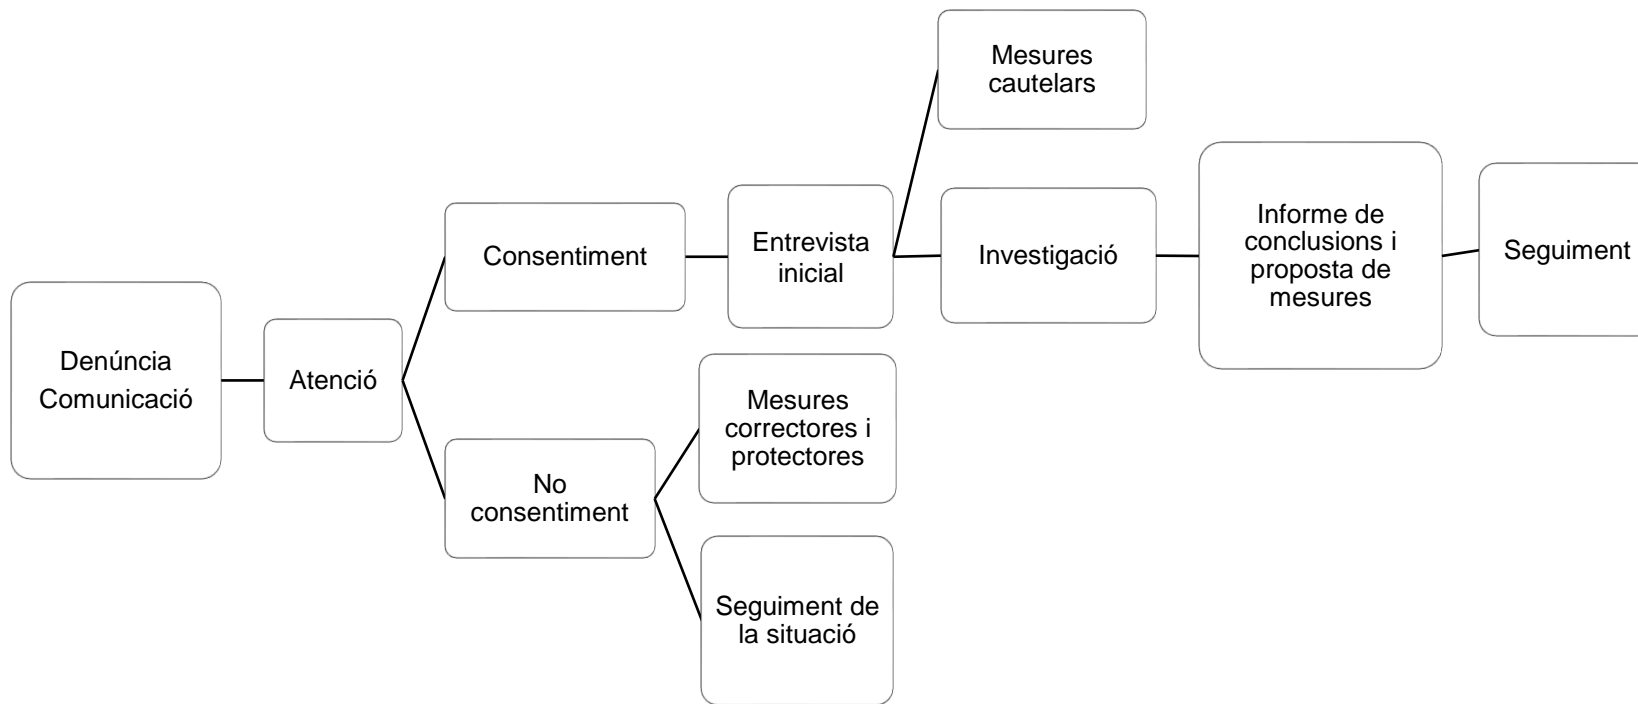 Denúncia
Comunicació
Atenció
Consentiment
Entrevista
inicial
Mesures
cautelars
Investigació
Informe de
conclusions i
proposta de
mesures
Seguiment
No
consentiment
Mesures
correctores i
protectores
Seguiment de
la situació